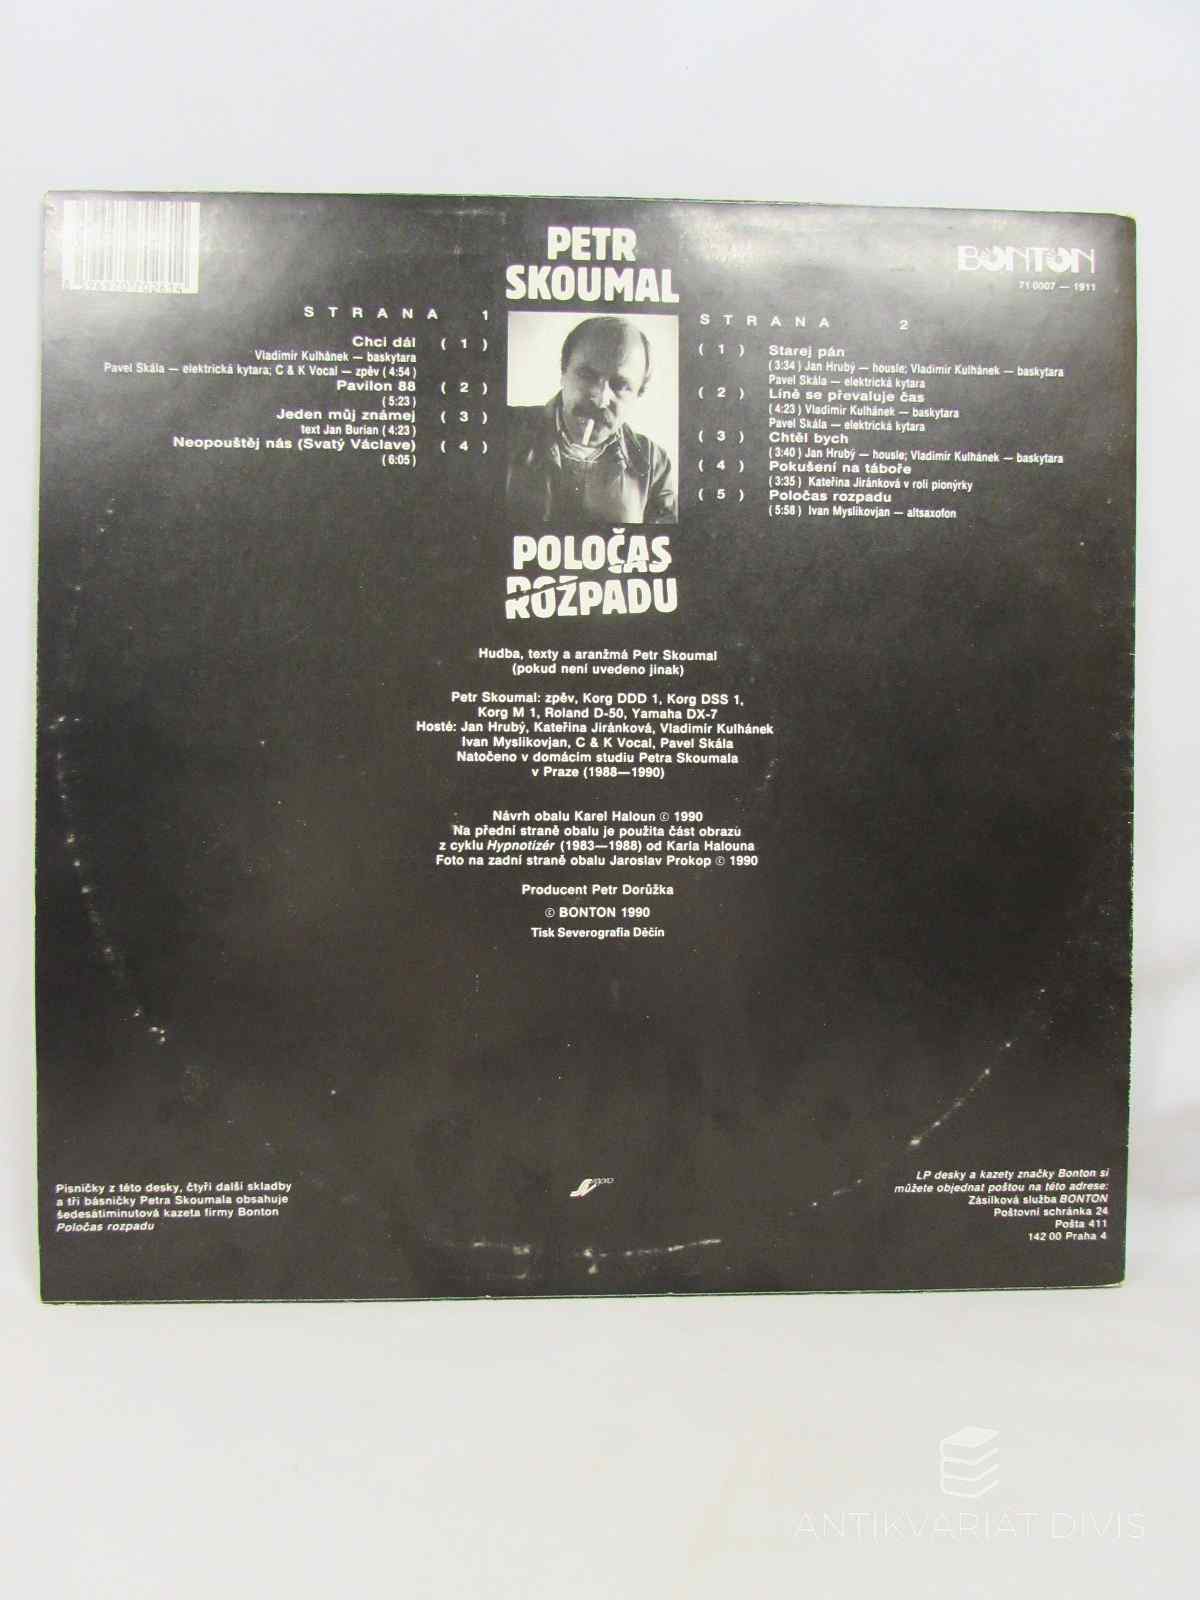 PETR
SKOUMAL
BONTON
71 0007 — 1911
STRANA 1
Chci dál ( 1 )
Vladimír Kulhánek — baskytara
Pavel Skála — elektrická kytara; C & K Vocal — zpěv ( 4:54 )
Pavilon 88 ( 2 )
( 5:23 )
Jeden můj známej ( 3 )
text Jan Burian ( 4:23 )
Neopouštěj nás (Svatý Václave) ( 4 )
( 6:05 )
STRANA 2
( 1 ) Starej pán
( 3:34 ) Jan Hrubý — housle; Vladimír Kulhánek — baskytara
Pavel Skála — elektrická kytara
( 2 ) Líně se převaluje čas
( 4:23 ) Vladimír Kulhánek — baskytara
Pavel Skála — elektrická kytara
( 3 ) Chtěl bych
( 3:40 ) Jan Hrubý — housle; Vladimír Kulhánek — baskytara
( 4 ) Pokušení na táboře
( 3:35 ) Kateřina Jiránková v roli pionýrky
( 5 ) Poločas rozpadu
( 5:58 ) Ivan Myslikovjan — altsaxofon
POLOČAS
ROZPADU
Hudba, texty a aranžmá Petr Skoumal
(pokud není uvedeno jinak)
Petr Skoumal: zpěv, Korg DDD 1, Korg DSS 1,
Korg M 1, Roland D-50, Yamaha DX-7
Hosté: Jan Hrubý, Kateřina Jiránková, Vladimír Kulhánek
Ivan Myslikovjan, C & K Vocal, Pavel Skála
Natočeno v domácím studiu Petra Skoumala
v Praze (1988—1990)
Návrh obalu Karel Haloun © 1990
Na přední straně obalu je použita část obrazu
z cyklu Hypnotizér (1983—1988) od Karla Halouna
Foto na zadní straně obalu Jaroslav Prokop © 1990
Producent Petr Dorůžka
© BONTON 1990
Tisk Severografia Děčín
Písničky z této desky, čtyři další skladby
a tři básničky Petra Skoumala obsahuje
šedesátiminutová kazeta firmy Bonton
Poločas rozpadu
LP desky a kazety značky Bonton si
můžete objednat poštou na této adrese:
Zásilková služba BONTON
Poštovní schránka 24
Pošta 411
142 00 Praha 4
ANTIKVARIÁT DIVIŠ